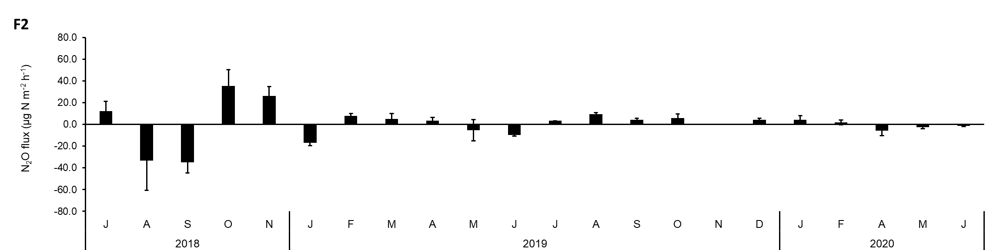 F2
80.0
60.0
40.0
20.0
0.0
-20.0
-40.0
-60.0
-80.0
N₂O flux (µg N m⁻² h⁻¹)
J A S O N J F M A M J J A S O N D J F A M J
2018 2019 2020